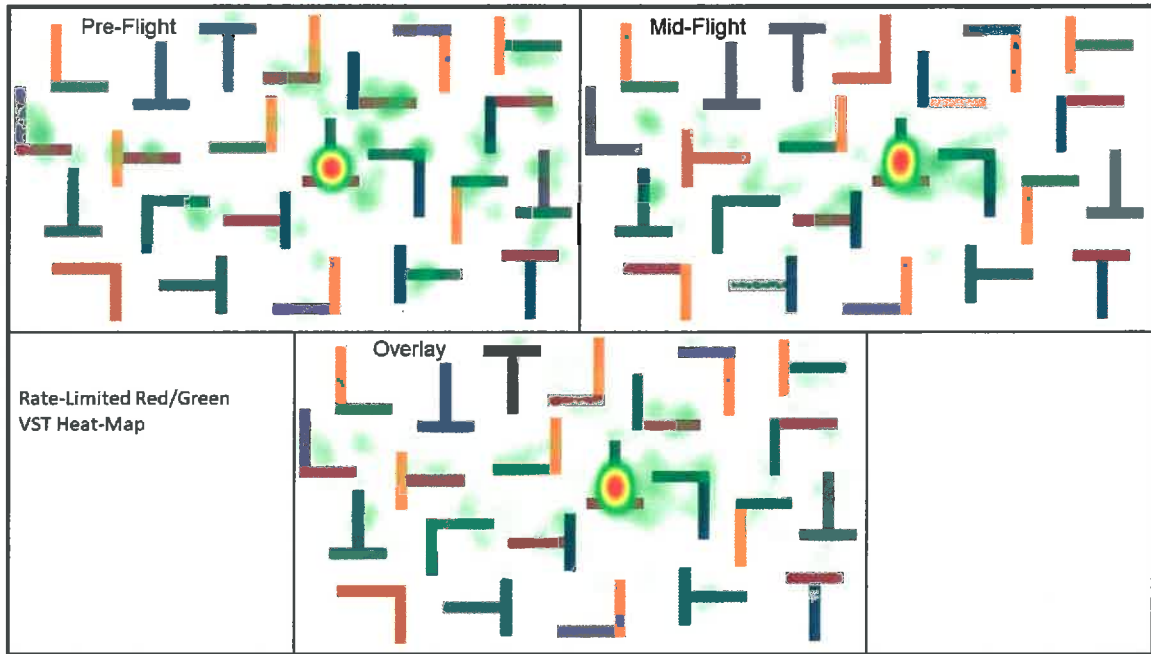 Pre-Flight
Mid-Flight
Overlay
Rate-Limited Red/Green
VST Heat-Map